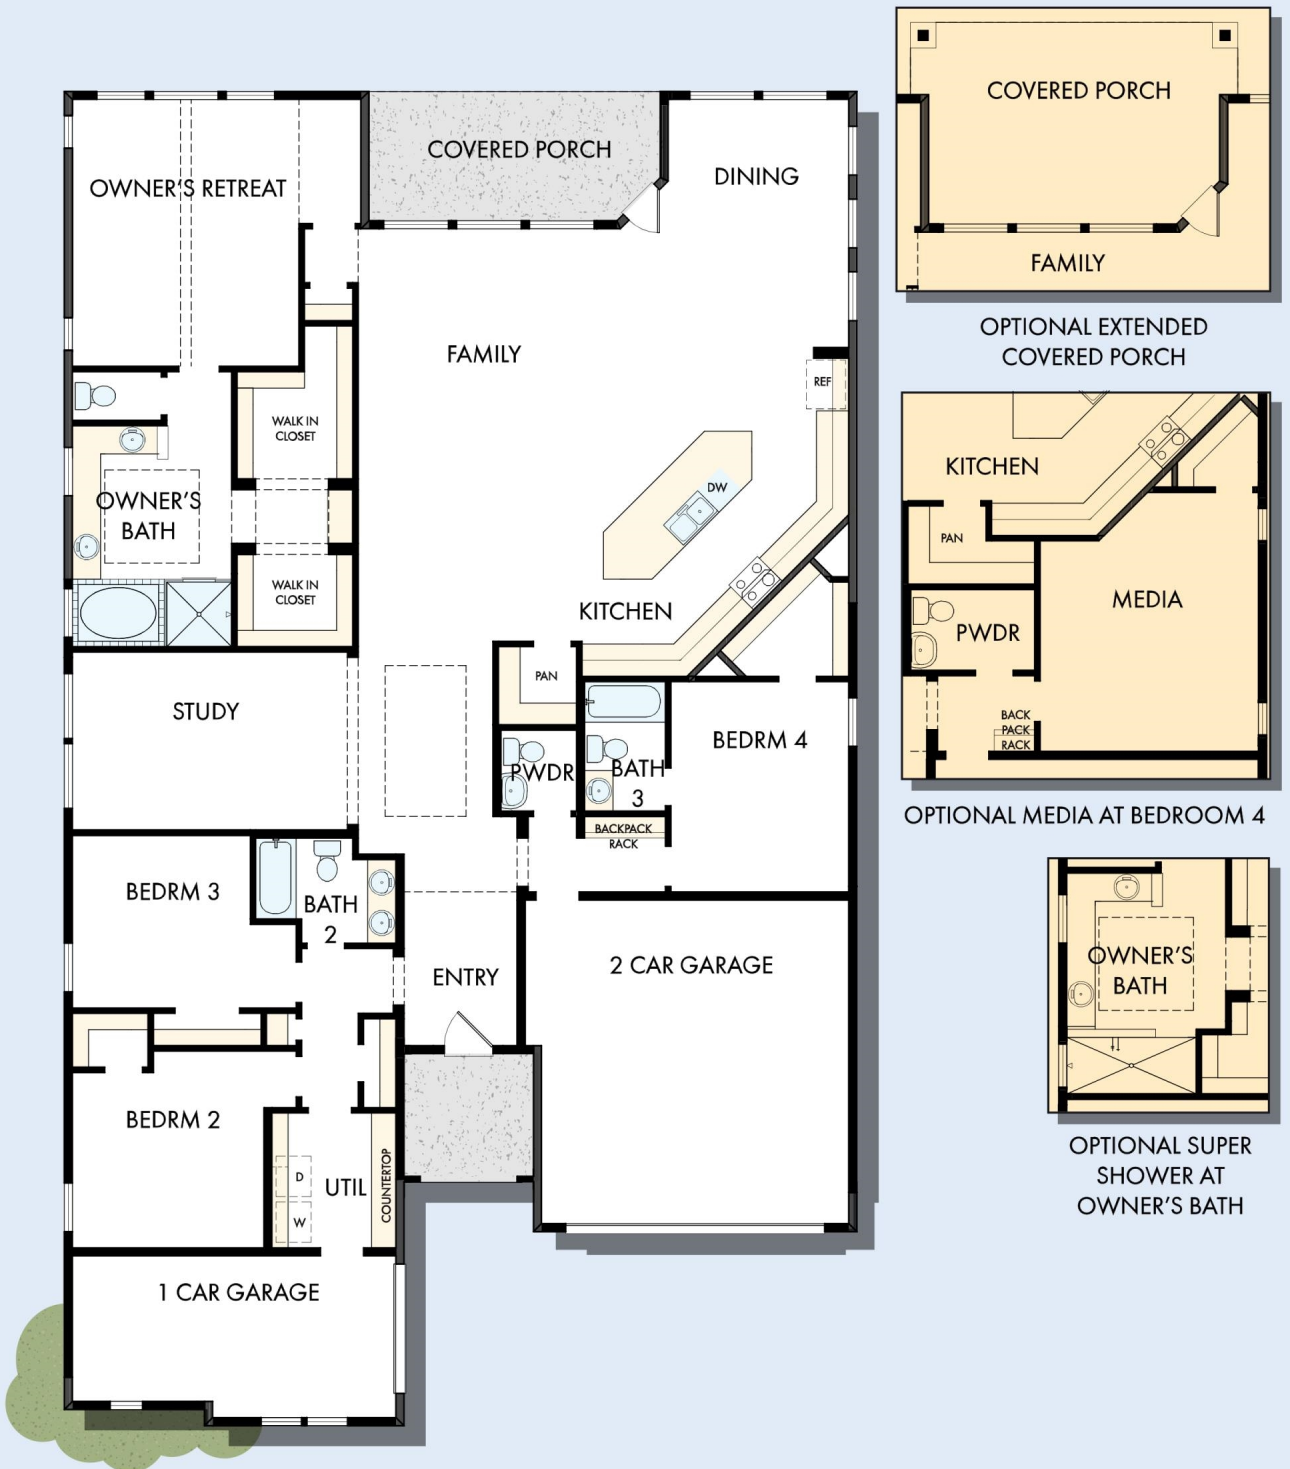 COVERED PORCH
OWNER'S RETREAT
DINING
FAMILY
REF
WALK IN
CLOSET
DW
OWNER'S
BATH
WALK IN
CLOSET
KITCHEN
PAN
STUDY
BEDRM 4
PWDR
BATH
3
BACKPACK
RACK
BEDRM 3
BATH
2
ENTRY
2 CAR GARAGE
BEDRM 2
D
W
UTIL
COUNTERTOP
1 CAR GARAGE
COVERED PORCH
FAMILY
OPTIONAL EXTENDED
COVERED PORCH
KITCHEN
PAN
MEDIA
PWDR
BACK
PACK
RACK
OPTIONAL MEDIA AT BEDROOM 4
OWNER'S
BATH
OPTIONAL SUPER
SHOWER AT
OWNER'S BATH